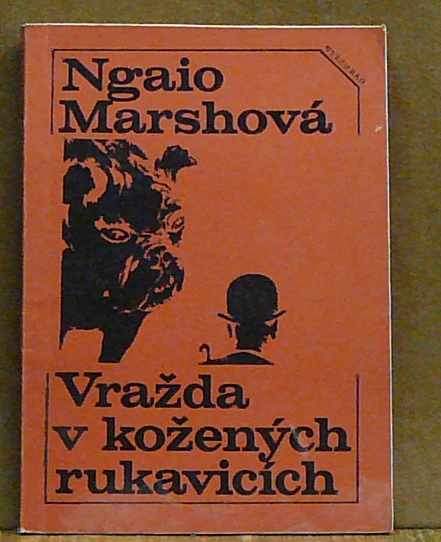 Ngaio
Marshová
Vražda
v kožených
rukavicích